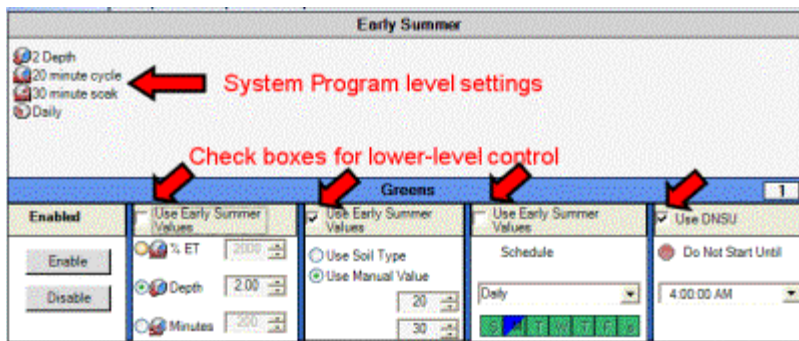 Early Summer
2 Depth
20 minute cycle
30 minute soak
Daily
System Program level settings
Check boxes for lower-level control
Greens
1
Enabled
Enable
Disable
Use Early Summer
Values
% ET
2000
Depth
2.00
Minutes
200
Use Early Summer
Values
Use Soil Type
Use Manual Value
20
30
Use Early Summer
Values
Schedule
Daily
S M T W T F S
Use DNSU
Do Not Start Until
4:00:00 AM